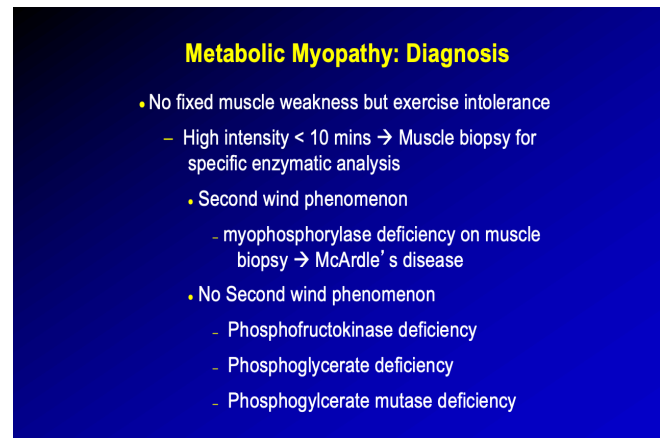 Metabolic Myopathy: Diagnosis
• No fixed muscle weakness but exercise intolerance
– High intensity < 10 mins → Muscle biopsy for
specific enzymatic analysis
• Second wind phenomenon
– myophosphorylase deficiency on muscle
biopsy → McArdle’s disease
• No Second wind phenomenon
– Phosphofructokinase deficiency
– Phosphoglycerate deficiency
– Phosphogylcerate mutase deficiency